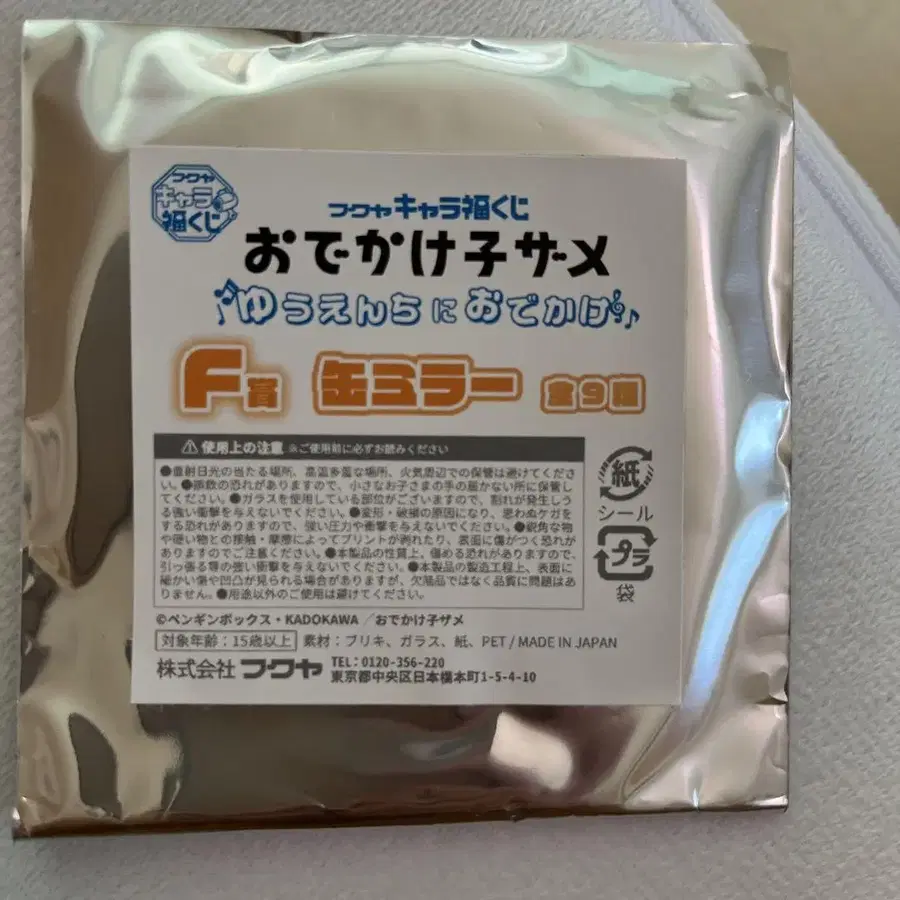 フクヤ
キャラ
福くじ
フクヤキャラ福くじ
おでかけ子ザメ
ゆうえんちにおでかけ
F賞 缶ミラー 全9種
⚠使用上の注意 ※ご使用前に必ずお読みください
●直射日光の当たる場所、高温多湿な場所、火気周辺での保管は避けてくださ
い。●誤飲の恐れがありますので、小さなお子さまの手の届かない所に保管し
てください。●ガラスを使用している部位がございますので、割れが発生しう
る強い衝撃を与えないでください。●変形・破損の原因になり、思わぬケガを
する恐れがありますので、強い圧力や衝撃を与えないでください。●鋭角な物
や硬い物との接触・摩擦によってプリントが剥れたり、表面に傷がつく恐れが
ありますのでご注意ください。●本製品の性質上、傷める恐れがありますので、
引っ張る等の強い衝撃を与えないでください。●本製品の製造工程上、表面に
細かい傷や凹凸が見られる場合がありますが、欠陥品ではなく品質に問題はあ
りません。●用途以外のご使用は避けてください。
紙
シール
プラ
袋
©ペンギンボックス・KADOKAWA／おでかけ子ザメ
対象年齢：15歳以上 素材：ブリキ、ガラス、紙、PET / MADE IN JAPAN
株式会社フクヤ TEL：0120-356-220
東京都中央区日本橋本町1-5-4-10